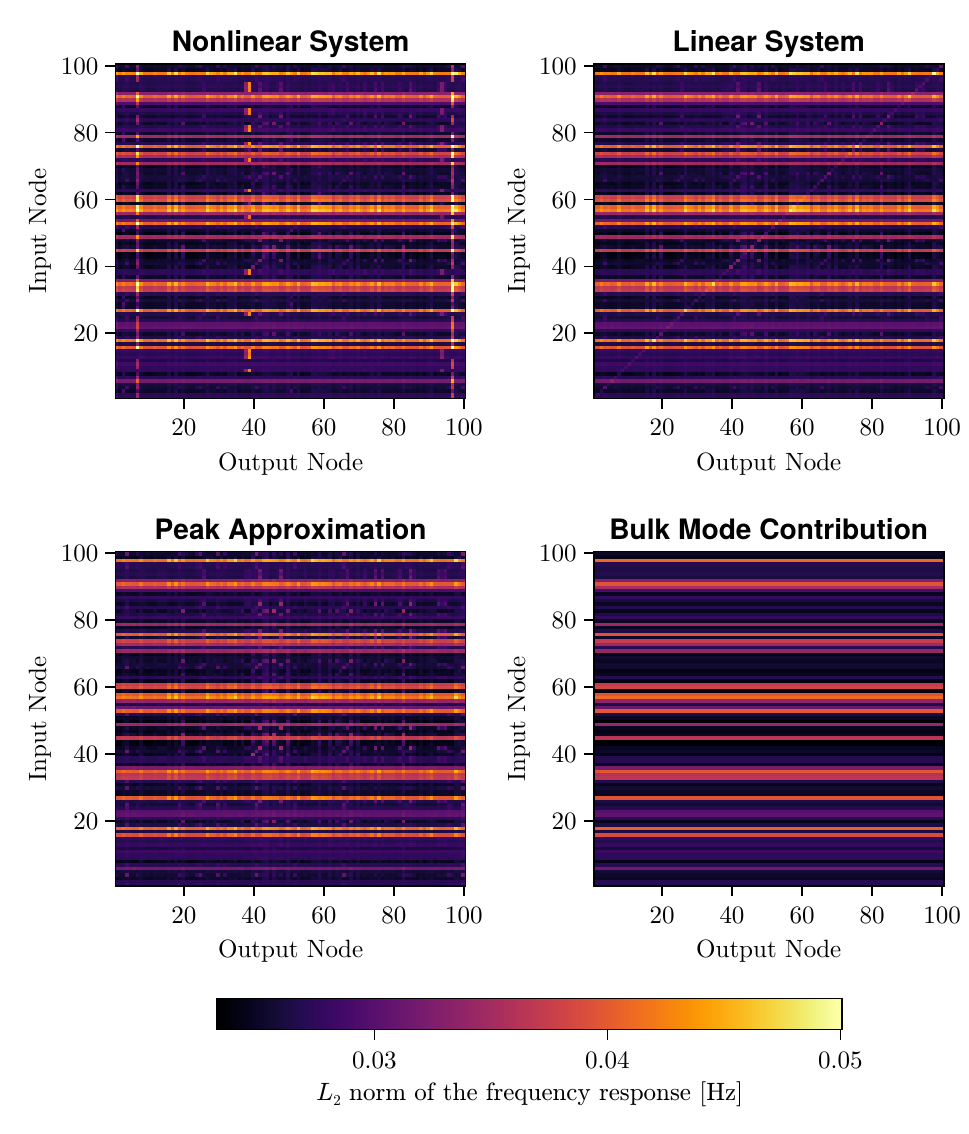 Nonlinear System
Linear System
100
80
60
40
20
Input Node
20 40 60 80 100
Output Node
100
80
60
40
20
Input Node
20 40 60 80 100
Output Node
Peak Approximation
Bulk Mode Contribution
100
80
60
40
20
Input Node
20 40 60 80 100
Output Node
100
80
60
40
20
Input Node
20 40 60 80 100
Output Node
0.03 0.04 0.05
L₂ norm of the frequency response [Hz]